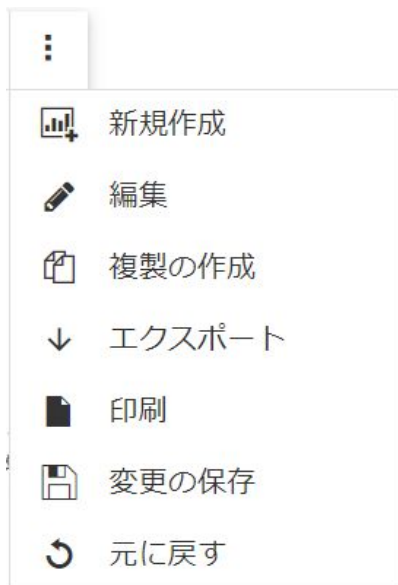 新規作成
編集
複製の作成
エクスポート
印刷
変更の保存
元に戻す